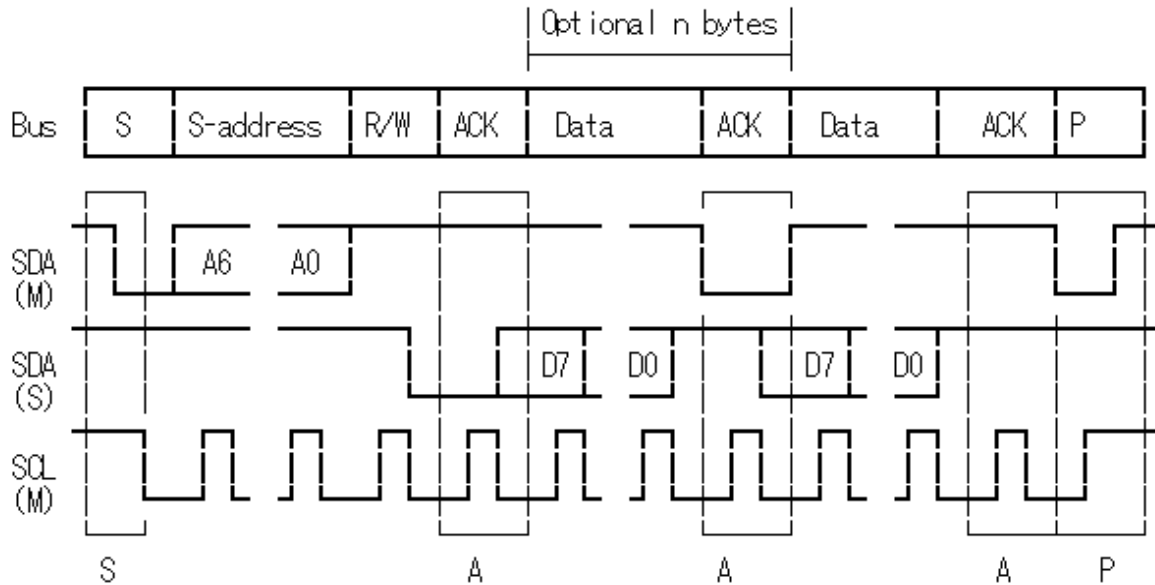 Optional n bytes
Bus S S-address R/W ACK Data ACK Data ACK P
SDA (M) A6 A0
SDA (S) D7 D0 D7 D0
SCL (M)
S A A A P